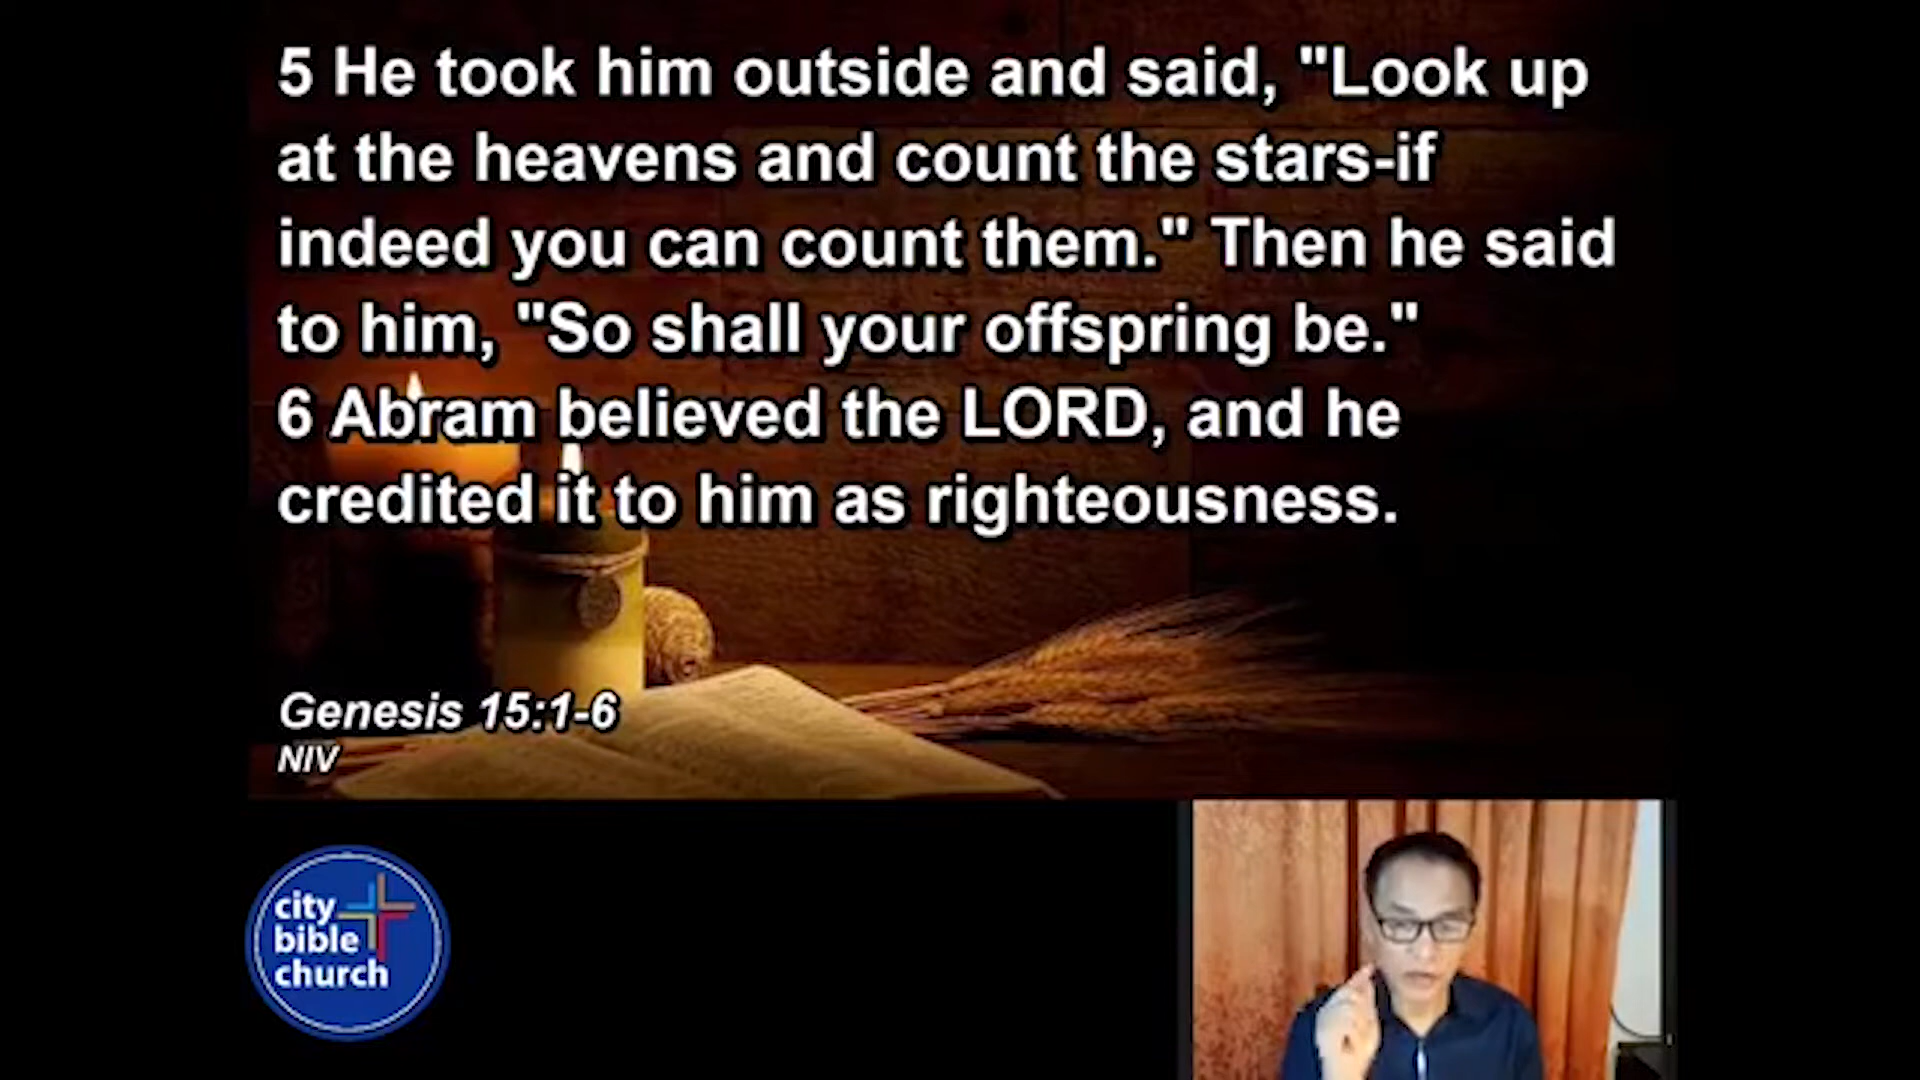 5 He took him outside and said, "Look up
at the heavens and count the stars-if
indeed you can count them." Then he said
to him, "So shall your offspring be."
6 Abram believed the LORD, and he
credited it to him as righteousness.
Genesis 15:1-6
NIV
city
bible
church